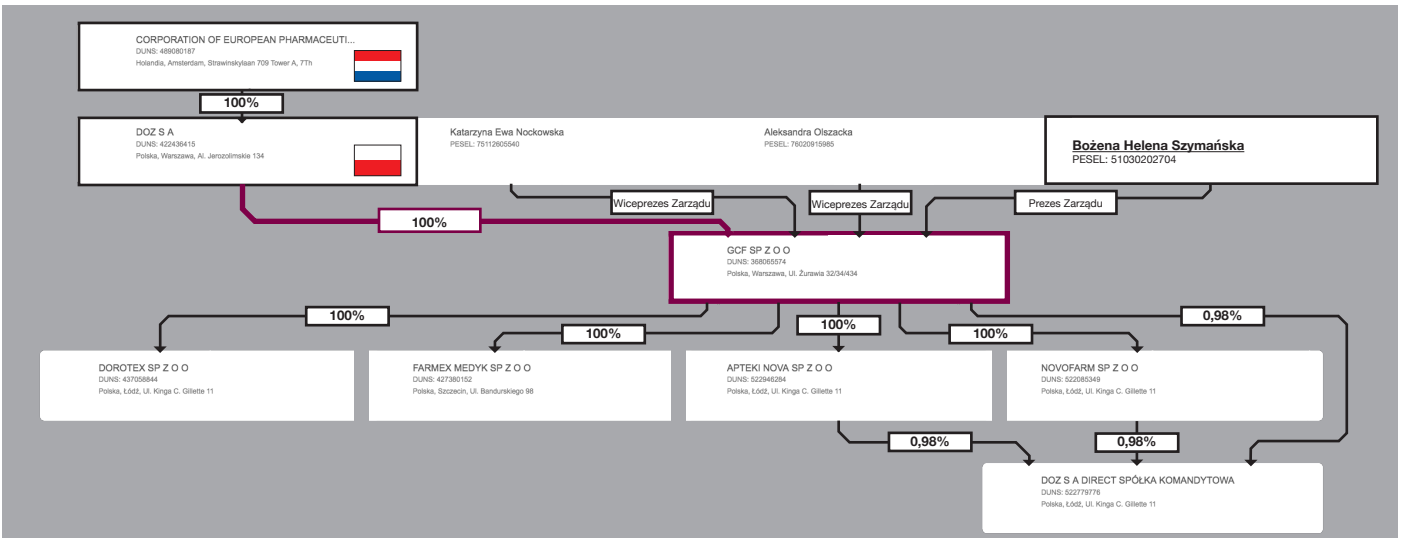 CORPORATION OF EUROPEAN PHARMACEUTI...
DUNS: 489080187
Holandia, Amsterdam, Strawinskylaan 709 Tower A, 7Th
100%
DOZ S A
DUNS: 422436415
Polska, Warszawa, Al. Jerozolimskie 134
Katarzyna Ewa Nockowska
PESEL: 75112605540
Aleksandra Olszacka
PESEL: 76020915985
Bożena Helena Szymańska
PESEL: 51030202704
Wiceprezes Zarządu
Wiceprezes Zarządu
Prezes Zarządu
100%
GCF SP Z O O
DUNS: 368065574
Polska, Warszawa, Ul. Żurawia 32/34/434
100%
100%
100%
100%
0,98%
DOROTEX SP Z O O
DUNS: 437058844
Polska, Łódź, Ul. Kinga C. Gillette 11
FARMEX MEDYK SP Z O O
DUNS: 427380152
Polska, Szczecin, Ul. Bandurskiego 98
APTEKI NOVA SP Z O O
DUNS: 522946284
Polska, Łódź, Ul. Kinga C. Gillette 11
NOVOFARM SP Z O O
DUNS: 522085349
Polska, Łódź, Ul. Kinga C. Gillette 11
0,98%
0,98%
DOZ S A DIRECT SPÓŁKA KOMANDYTOWA
DUNS: 522779776
Polska, Łódź, Ul. Kinga C. Gillette 11